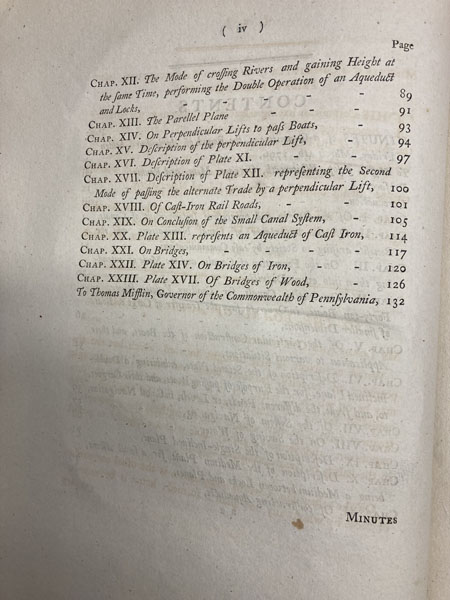 ( iv )
Page
CHAP. XII. The Mode of croſſing Rivers and gaining Height at
the ſame Time, performing the Double Operation of an Aqueduct
and Locks, - - - 89
CHAP. XIII. The Parellel Plane - - - 91
CHAP. XIV. On Perpendicular Lifts to paſs Boats, - - 93
CHAP. XV. Deſcription of the perpendicular Lift, - - 94
CHAP. XVI. Deſcription of Plate XI. - - - 97
CHAP. XVII. Deſcription of Plate XII. repreſenting the Second
Mode of paſſing the alternate Trade by a perpendicular Lift, 100
CHAP. XVIII. Of Caſt-Iron Rail Roads, - - 101
CHAP. XIX. On Concluſion of the Small Canal Syſtem, - 105
CHAP. XX. Plate XIII. repreſents an Aqueduct of Caſt Iron, - 114
CHAP. XXI. On Bridges, - - - - - 117
CHAP. XXII. Plate XIV. On Bridges of Iron, - - 120
CHAP. XXIII. Plate XVII. Of Bridges of Wood, - - 126
To Thomas Mifflin, Governor of the Commonwealth of Pennſylvania, 132
MINUTES